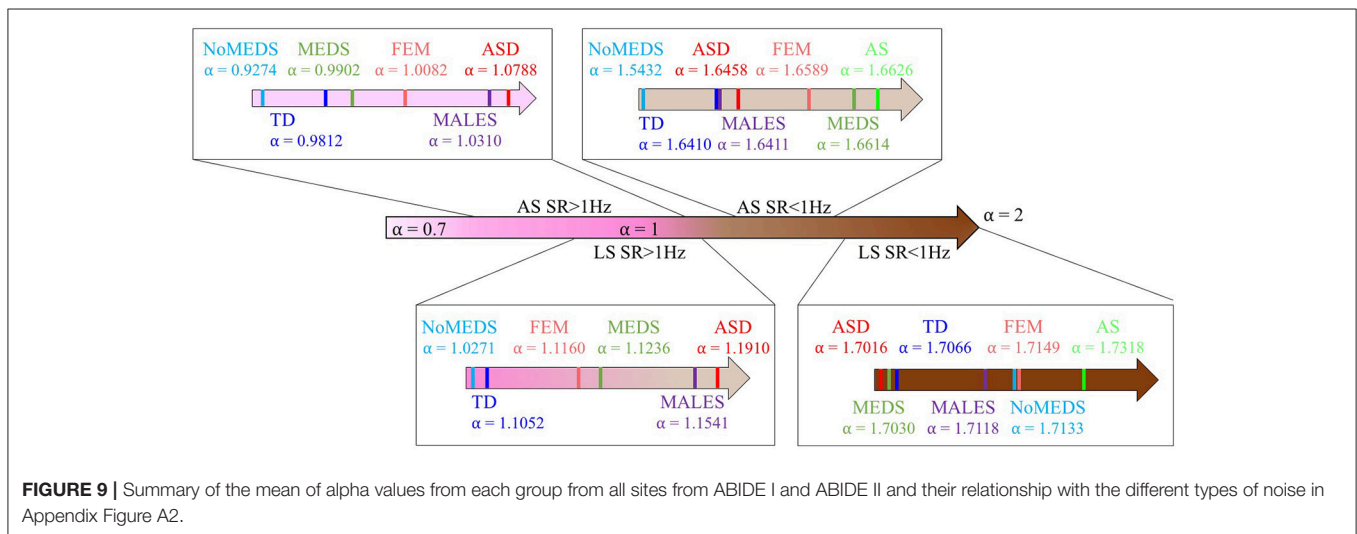 NoMEDS MEDS FEM ASD
α = 0.9274 α = 0.9902 α = 1.0082 α = 1.0788
TD MALES
α = 0.9812 α = 1.0310
NoMEDS ASD FEM AS
α = 1.5432 α = 1.6458 α = 1.6589 α = 1.6626
TD MALES MEDS
α = 1.6410 α = 1.6411 α = 1.6614
AS SR>1Hz AS SR<1Hz
α = 0.7 α = 1 α = 2
LS SR>1Hz LS SR<1Hz
NoMEDS FEM MEDS ASD
α = 1.0271 α = 1.1160 α = 1.1236 α = 1.1910
TD MALES
α = 1.1052 α = 1.1541
ASD TD FEM AS
α = 1.7016 α = 1.7066 α = 1.7149 α = 1.7318
MEDS MALES NoMEDS
α = 1.7030 α = 1.7118 α = 1.7133
FIGURE 9 | Summary of the mean of alpha values from each group from all sites from ABIDE I and ABIDE II and their relationship with the different types of noise in
Appendix Figure A2.